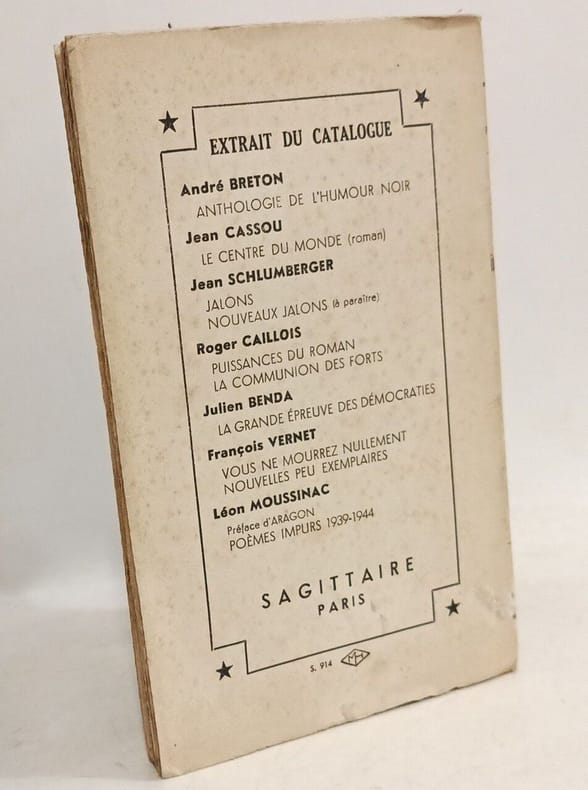 EXTRAIT DU CATALOGUE
André BRETON
ANTHOLOGIE DE L'HUMOUR NOIR
Jean CASSOU
LE CENTRE DU MONDE (roman)
Jean SCHLUMBERGER
JALONS
NOUVEAUX JALONS (à paraître)
Roger CAILLOIS
PUISSANCES DU ROMAN
LA COMMUNION DES FORTS
Julien BENDA
LA GRANDE ÉPREUVE DES DÉMOCRATIES
François VERNET
VOUS NE MOURREZ NULLEMENT
NOUVELLES PEU EXEMPLAIRES
Léon MOUSSINAC
Préface d'ARAGON
POÈMES IMPURS 1939-1944
SAGITTAIRE
PARIS
S. 914 MH